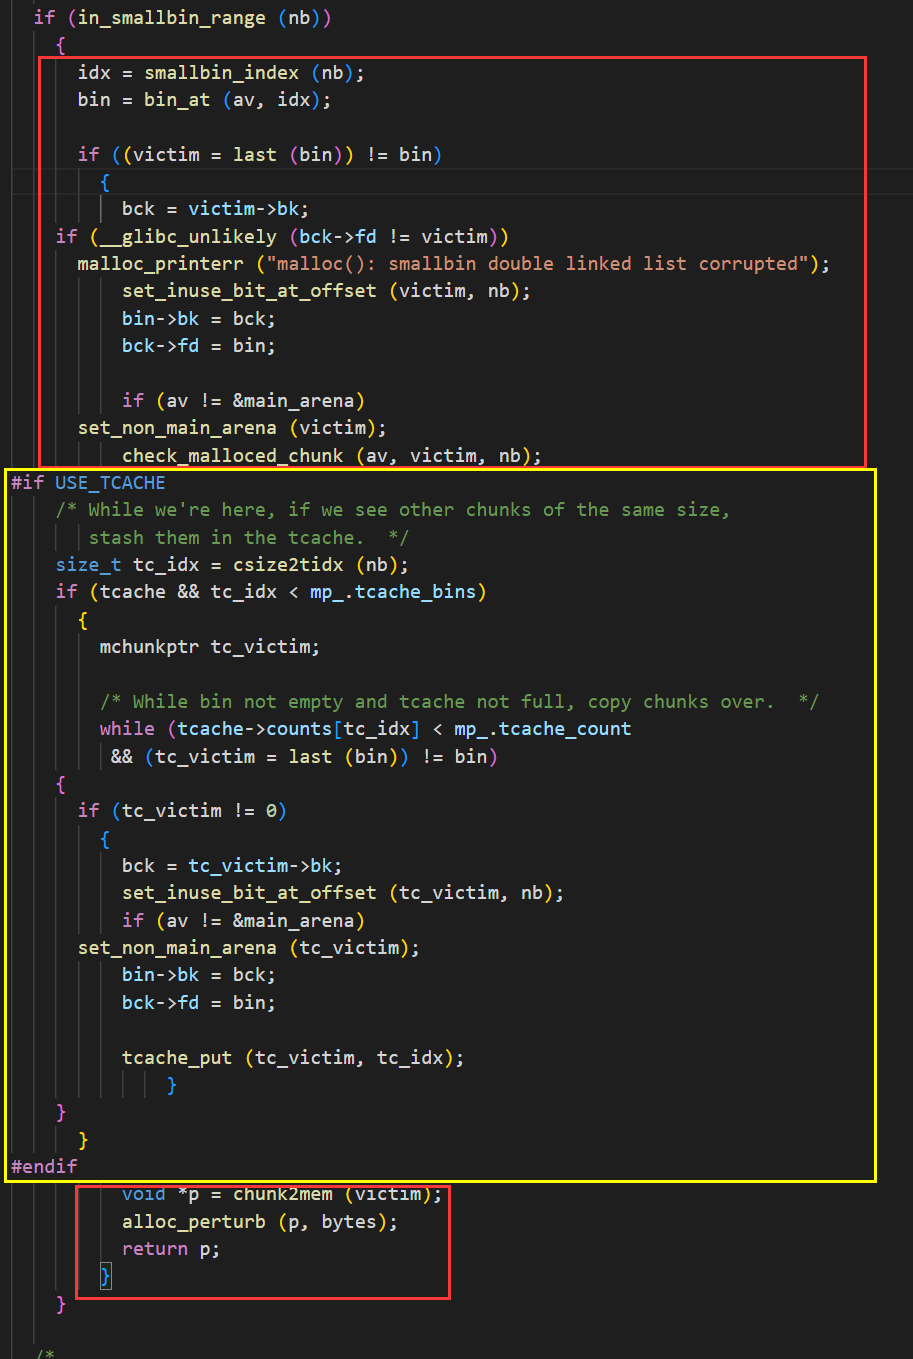 if (in_smallbin_range (nb))
{
idx = smallbin_index (nb);
bin = bin_at (av, idx);
if ((victim = last (bin)) != bin)
{
bck = victim->bk;
if (__glibc_unlikely (bck->fd != victim))
malloc_printerr ("malloc(): smallbin double linked list corrupted");
set_inuse_bit_at_offset (victim, nb);
bin->bk = bck;
bck->fd = bin;
if (av != &main_arena)
set_non_main_arena (victim);
check_malloced_chunk (av, victim, nb);
#if USE_TCACHE
/* While we're here, if we see other chunks of the same size,
stash them in the tcache.  */
size_t tc_idx = csize2tidx (nb);
if (tcache && tc_idx < mp_.tcache_bins)
{
mchunkptr tc_victim;
/* While bin not empty and tcache not full, copy chunks over.  */
while (tcache->counts[tc_idx] < mp_.tcache_count
&& (tc_victim = last (bin)) != bin)
{
if (tc_victim != 0)
{
bck = tc_victim->bk;
set_inuse_bit_at_offset (tc_victim, nb);
if (av != &main_arena)
set_non_main_arena (tc_victim);
bin->bk = bck;
bck->fd = bin;
tcache_put (tc_victim, tc_idx);
}
}
}
#endif
void *p = chunk2mem (victim);
alloc_perturb (p, bytes);
return p;
}
}
/*